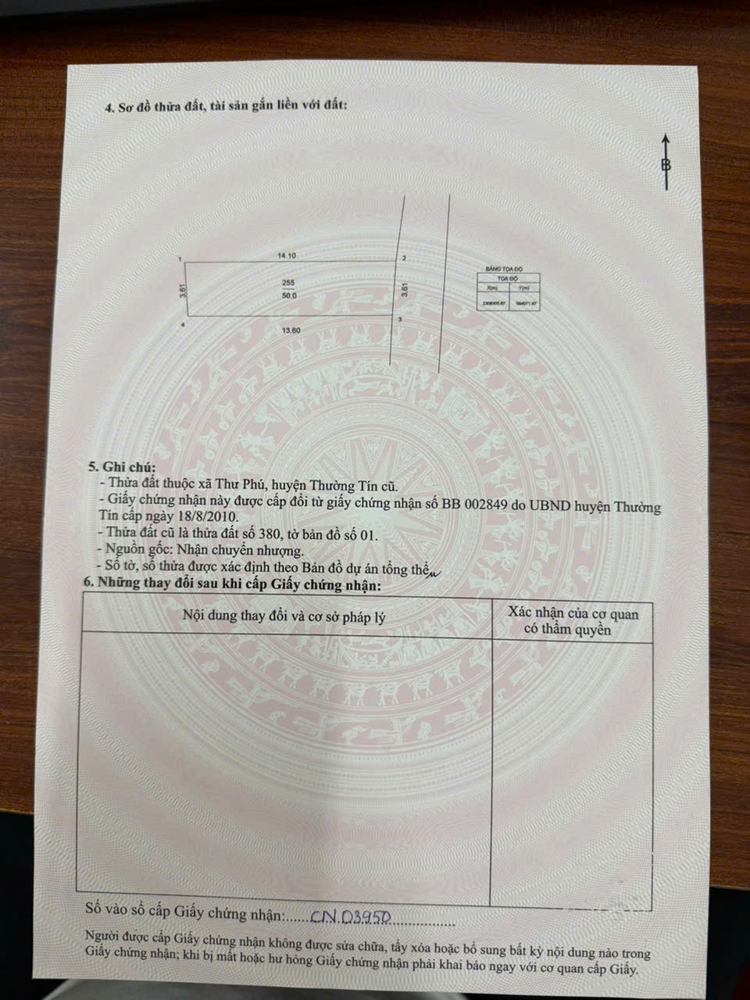 4. Sơ đồ thửa đất, tài sản gắn liền với đất:
B
14.10
1
2
3.61
255
50.0
3.61
4
3
13.60
BẢNG TỌA ĐỘ
TỌA ĐỘ
X(m) Y(m)
5. Ghi chú:
- Thửa đất thuộc xã Thư Phú, huyện Thường Tín cũ.
- Giấy chứng nhận này được cấp đổi từ giấy chứng nhận số BB 002849 do UBND huyện Thường
Tín cấp ngày 18/8/2010.
- Thửa đất cũ là thửa đất số 380, tờ bản đồ số 01.
- Nguồn gốc: Nhận chuyển nhượng.
- Số tờ, số thửa được xác định theo Bản đồ dự án tổng thể
6. Những thay đổi sau khi cấp Giấy chứng nhận:
Nội dung thay đổi và cơ sở pháp lý
Xác nhận của cơ quan
có thẩm quyền
Số vào sổ cấp Giấy chứng nhận:......CN.03950..................
Người được cấp Giấy chứng nhận không được sửa chữa, tẩy xóa hoặc bổ sung bất kỳ nội dung nào trong
Giấy chứng nhận; khi bị mất hoặc hư hỏng Giấy chứng nhận phải khai báo ngay với cơ quan cấp Giấy.